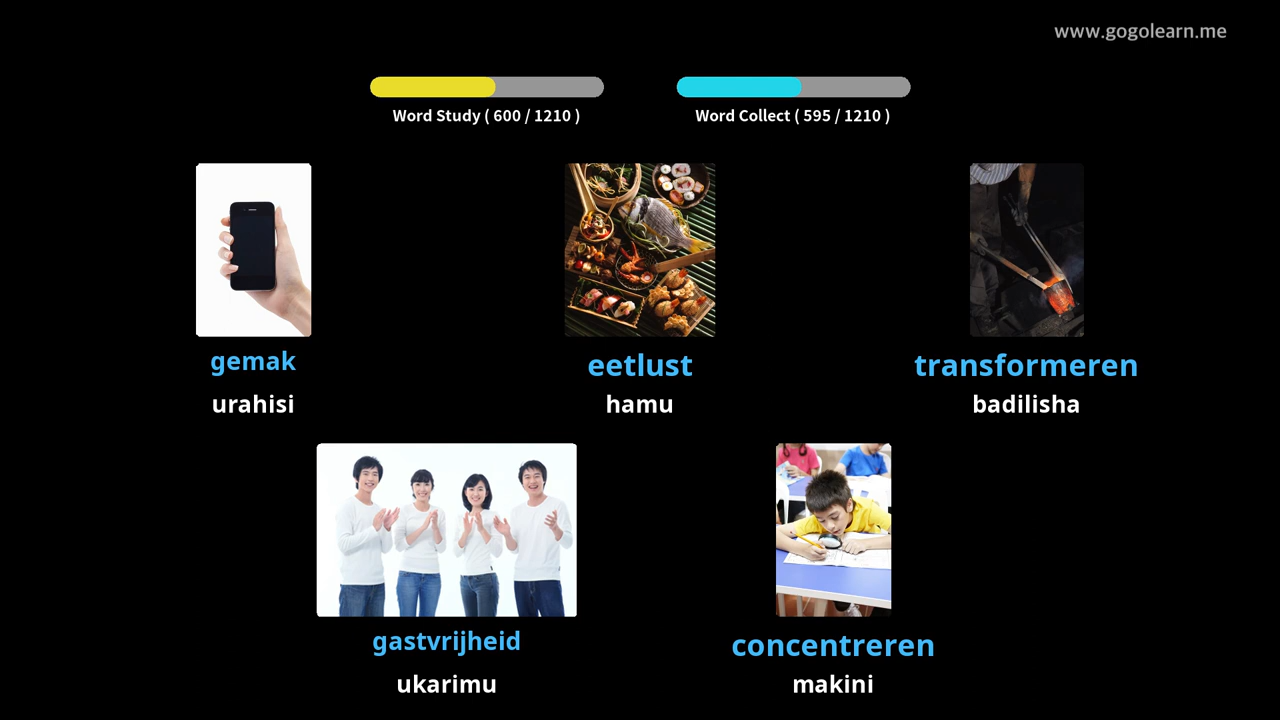 www.gogolearn.me
Word Study ( 600 / 1210 )
Word Collect ( 595 / 1210 )
gemak
urahisi
eetlust
hamu
transformeren
badilisha
gastvrijheid
ukarimu
concentreren
makini